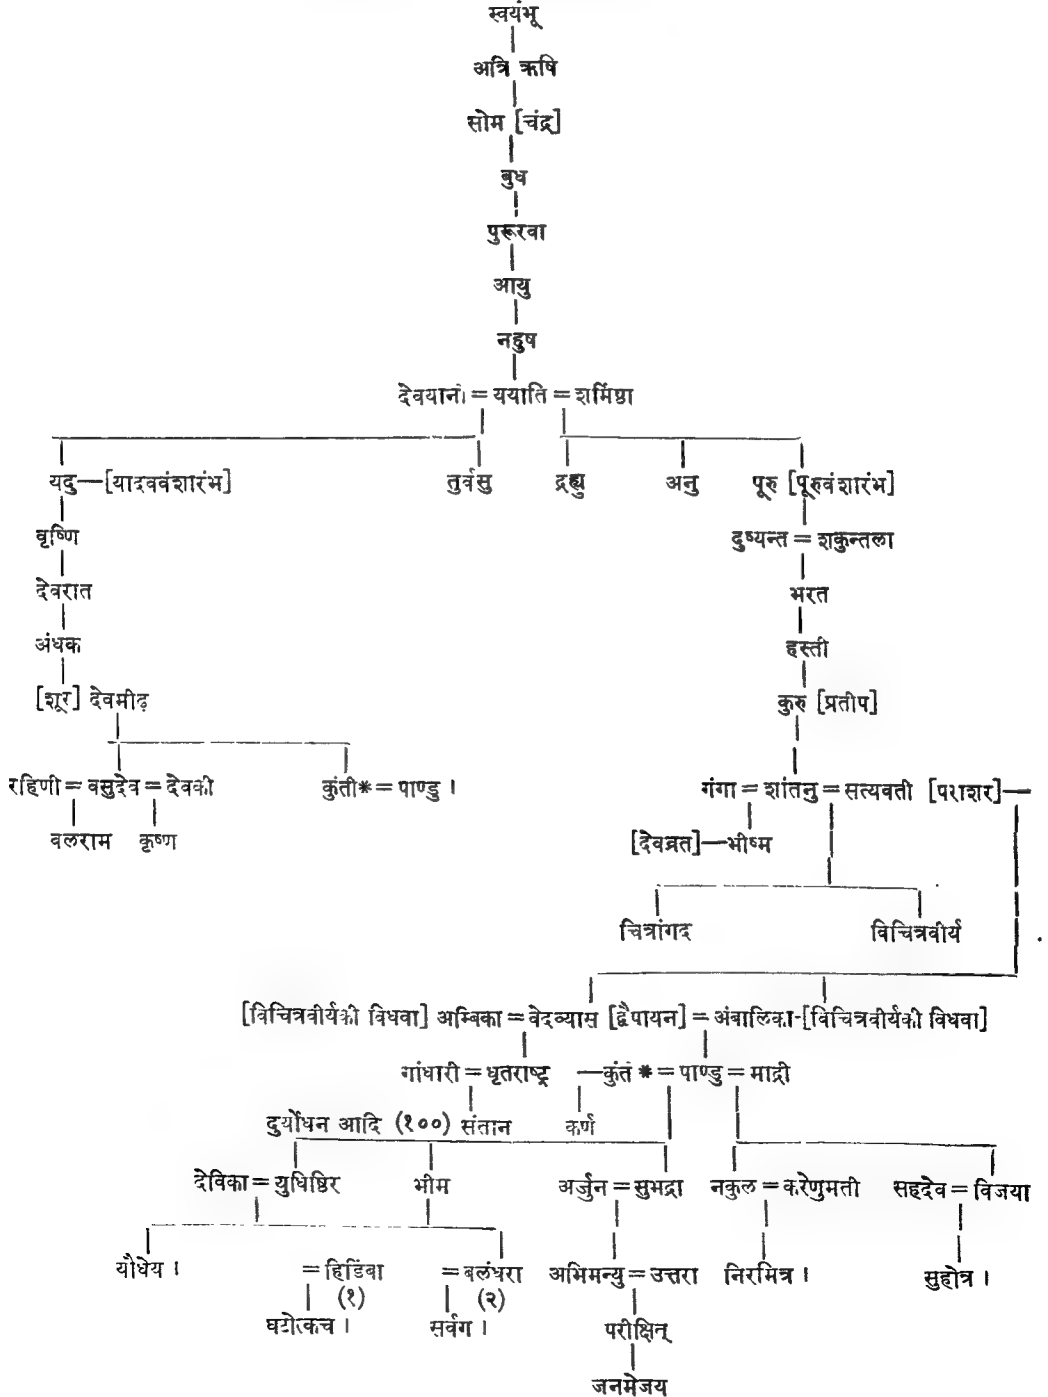 स्वयंभू
अत्रि ऋषि
सोम [चंद्र]
बुध
पुरूरवा
आयु
नहुष
देवयानी = ययाति = शर्मिष्ठा
यदु—[यादववंशारंभ] तुर्वसु द्रह्यु अनु पूरु [पूरुवंशारंभ]
वृष्णि दुष्यन्त = शकुन्तला
देवरात भरत
अंधक हस्ती
[शूर] देवमीढ़ कुरु [प्रतीप]
रहिणी = वसुदेव = देवकी कुंती* = पाण्डु । गंगा = शांतनु = सत्यवती [पराशर]—
बलराम कृष्ण [देवव्रत]—भीष्म
चित्रांगद विचित्रवीर्य
[विचित्रवीर्यकी विधवा] अम्बिका = वेदव्यास [द्वैपायन] = अंबालिका-[विचित्रवीर्यकी विधवा]
गांधारी = धृतराष्ट्र —कुंत * = पाण्डु = माद्री
दुर्योधन आदि (१००) संतान कर्ण
देविका = युधिष्ठिर भीम अर्जुन = सुभद्रा नकुल = करेणुमती सहदेव = विजया
यौधेय । = हिडिंबा = बलंधरा अभिमन्यु = उत्तरा निरमित्र । सुहोत्र ।
(१) (२)
घटोत्कच । सर्वग । परीक्षित्
जनमेजय